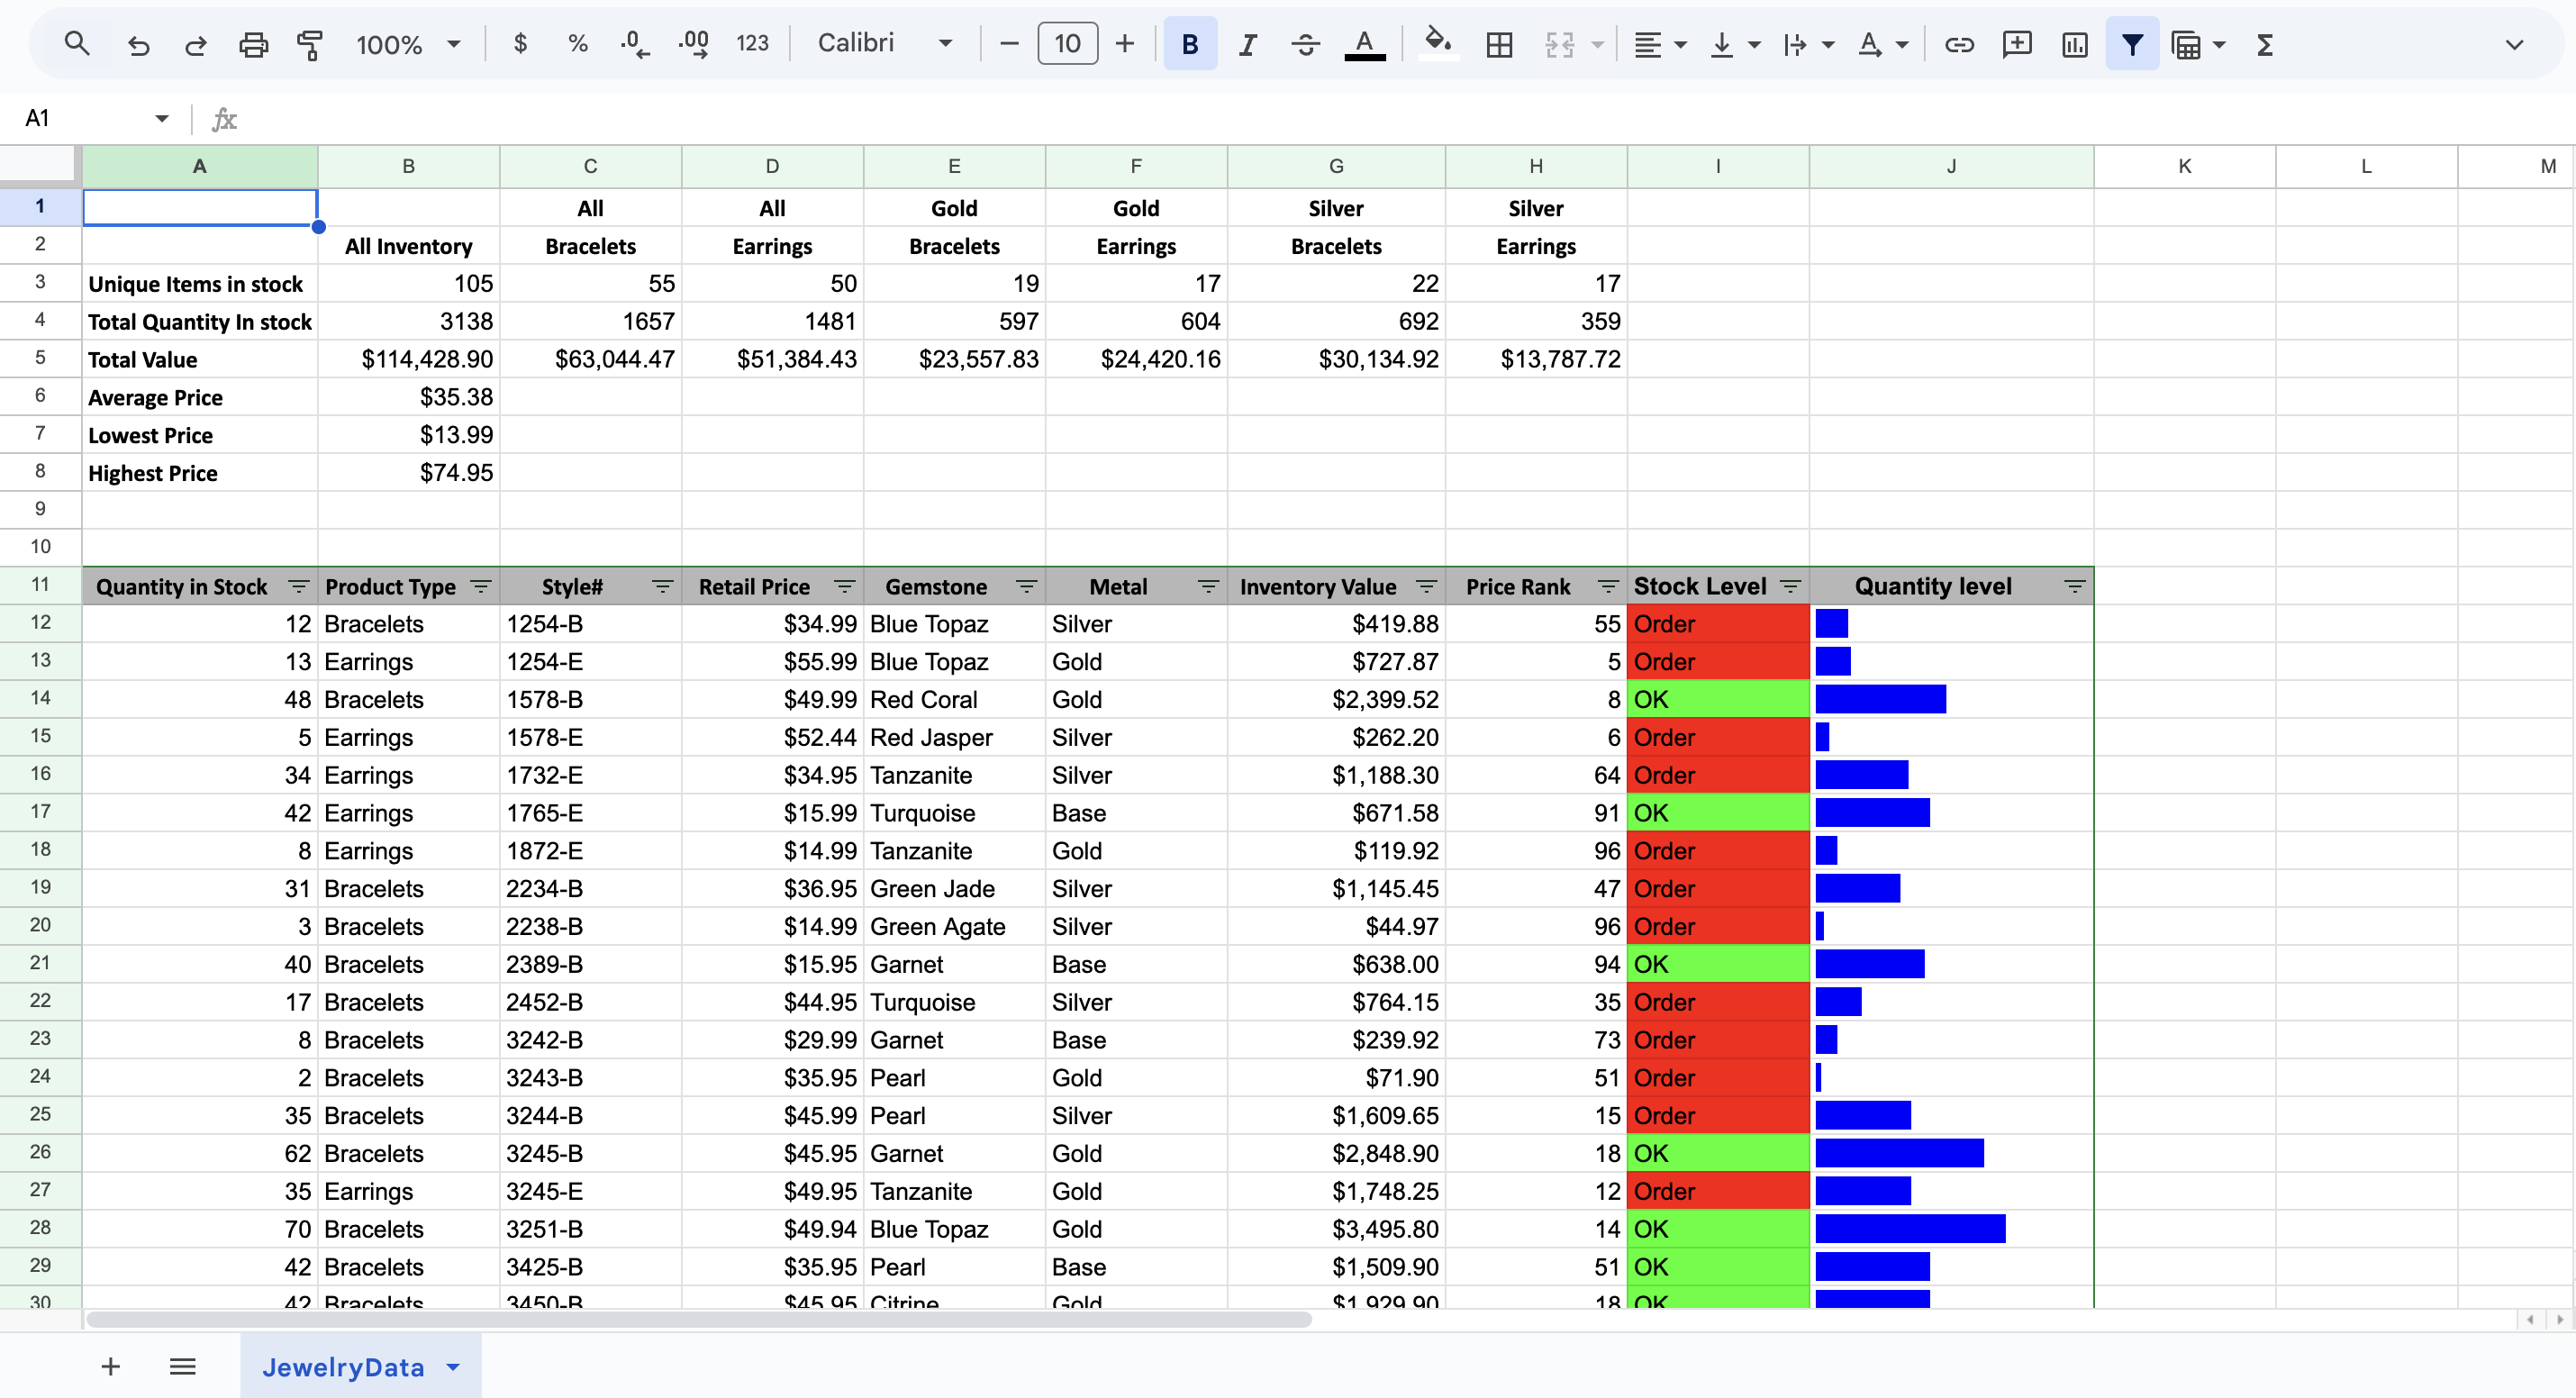 100% $ % .0 .00 123 Calibri 10 B I A A Σ
A1 fx
A B C D E F G H I J K L M
1 All All Gold Gold Silver Silver
2 All Inventory Bracelets Earrings Bracelets Earrings Bracelets Earrings
3 Unique Items in stock 105 55 50 19 17 22 17
4 Total Quantity In stock 3138 1657 1481 597 604 692 359
5 Total Value $114,428.90 $63,044.47 $51,384.43 $23,557.83 $24,420.16 $30,134.92 $13,787.72
6 Average Price $35.38
7 Lowest Price $13.99
8 Highest Price $74.95
9
10
11 Quantity in Stock Product Type Style# Retail Price Gemstone Metal Inventory Value Price Rank Stock Level Quantity level
12 12 Bracelets 1254-B $34.99 Blue Topaz Silver $419.88 55 Order
13 13 Earrings 1254-E $55.99 Blue Topaz Gold $727.87 5 Order
14 48 Bracelets 1578-B $49.99 Red Coral Gold $2,399.52 8 OK
15 5 Earrings 1578-E $52.44 Red Jasper Silver $262.20 6 Order
16 34 Earrings 1732-E $34.95 Tanzanite Silver $1,188.30 64 Order
17 42 Earrings 1765-E $15.99 Turquoise Base $671.58 91 OK
18 8 Earrings 1872-E $14.99 Tanzanite Gold $119.92 96 Order
19 31 Bracelets 2234-B $36.95 Green Jade Silver $1,145.45 47 Order
20 3 Bracelets 2238-B $14.99 Green Agate Silver $44.97 96 Order
21 40 Bracelets 2389-B $15.95 Garnet Base $638.00 94 OK
22 17 Bracelets 2452-B $44.95 Turquoise Silver $764.15 35 Order
23 8 Bracelets 3242-B $29.99 Garnet Base $239.92 73 Order
24 2 Bracelets 3243-B $35.95 Pearl Gold $71.90 51 Order
25 35 Bracelets 3244-B $45.99 Pearl Silver $1,609.65 15 Order
26 62 Bracelets 3245-B $45.95 Garnet Gold $2,848.90 18 OK
27 35 Earrings 3245-E $49.95 Tanzanite Gold $1,748.25 12 Order
28 70 Bracelets 3251-B $49.94 Blue Topaz Gold $3,495.80 14 OK
29 42 Bracelets 3425-B $35.95 Pearl Base $1,509.90 51 OK
30 42 Bracelets 3450-B $45.95 Citrine Gold $1,929.90 18 OK
JewelryData